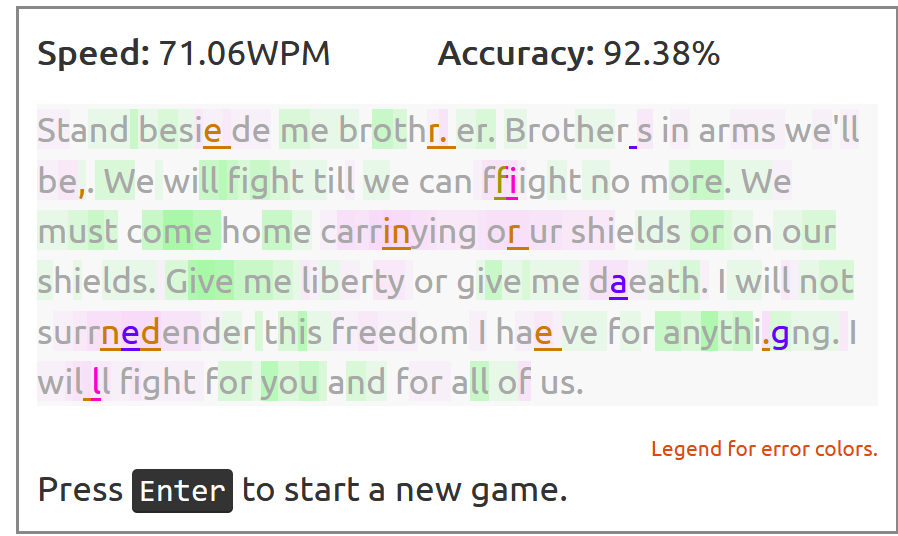 Speed: 71.06WPM Accuracy: 92.38%
Stand besie de me brothr. er. Brother s in arms we'll
be,. We will fight till we can ffiight no more. We
must come home carrinying or ur shields or on our
shields. Give me liberty or give me daeath. I will not
surrnedender this freedom I hae ve for anythi.gng. I
wil ll fight for you and for all of us.
Legend for error colors.
Press Enter to start a new game.